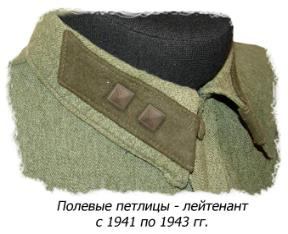 Полевые петлицы - лейтенант
с 1941 по 1943 гг.